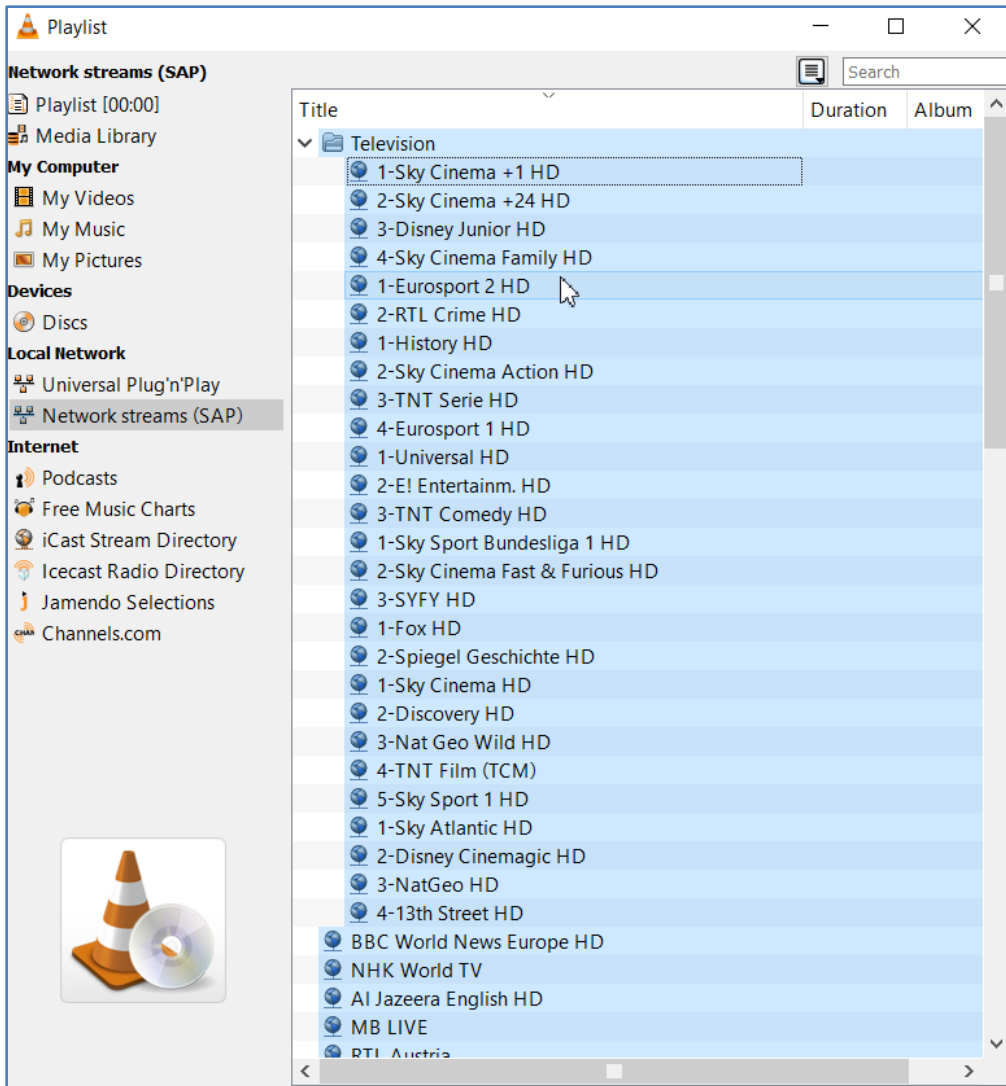 Playlist
Network streams (SAP)
Search
Playlist [00:00]
Media Library
My Computer
My Videos
My Music
My Pictures
Devices
Discs
Local Network
Universal Plug'n'Play
Network streams (SAP)
Internet
Podcasts
Free Music Charts
iCast Stream Directory
Icecast Radio Directory
Jamendo Selections
Channels.com
Title Duration Album
Television
1-Sky Cinema +1 HD
2-Sky Cinema +24 HD
3-Disney Junior HD
4-Sky Cinema Family HD
1-Eurosport 2 HD
2-RTL Crime HD
1-History HD
2-Sky Cinema Action HD
3-TNT Serie HD
4-Eurosport 1 HD
1-Universal HD
2-E! Entertainm. HD
3-TNT Comedy HD
1-Sky Sport Bundesliga 1 HD
2-Sky Cinema Fast & Furious HD
3-SYFY HD
1-Fox HD
2-Spiegel Geschichte HD
1-Sky Cinema HD
2-Discovery HD
3-Nat Geo Wild HD
4-TNT Film (TCM)
5-Sky Sport 1 HD
1-Sky Atlantic HD
2-Disney Cinemagic HD
3-NatGeo HD
4-13th Street HD
BBC World News Europe HD
NHK World TV
Al Jazeera English HD
MB LIVE
RTL Austria